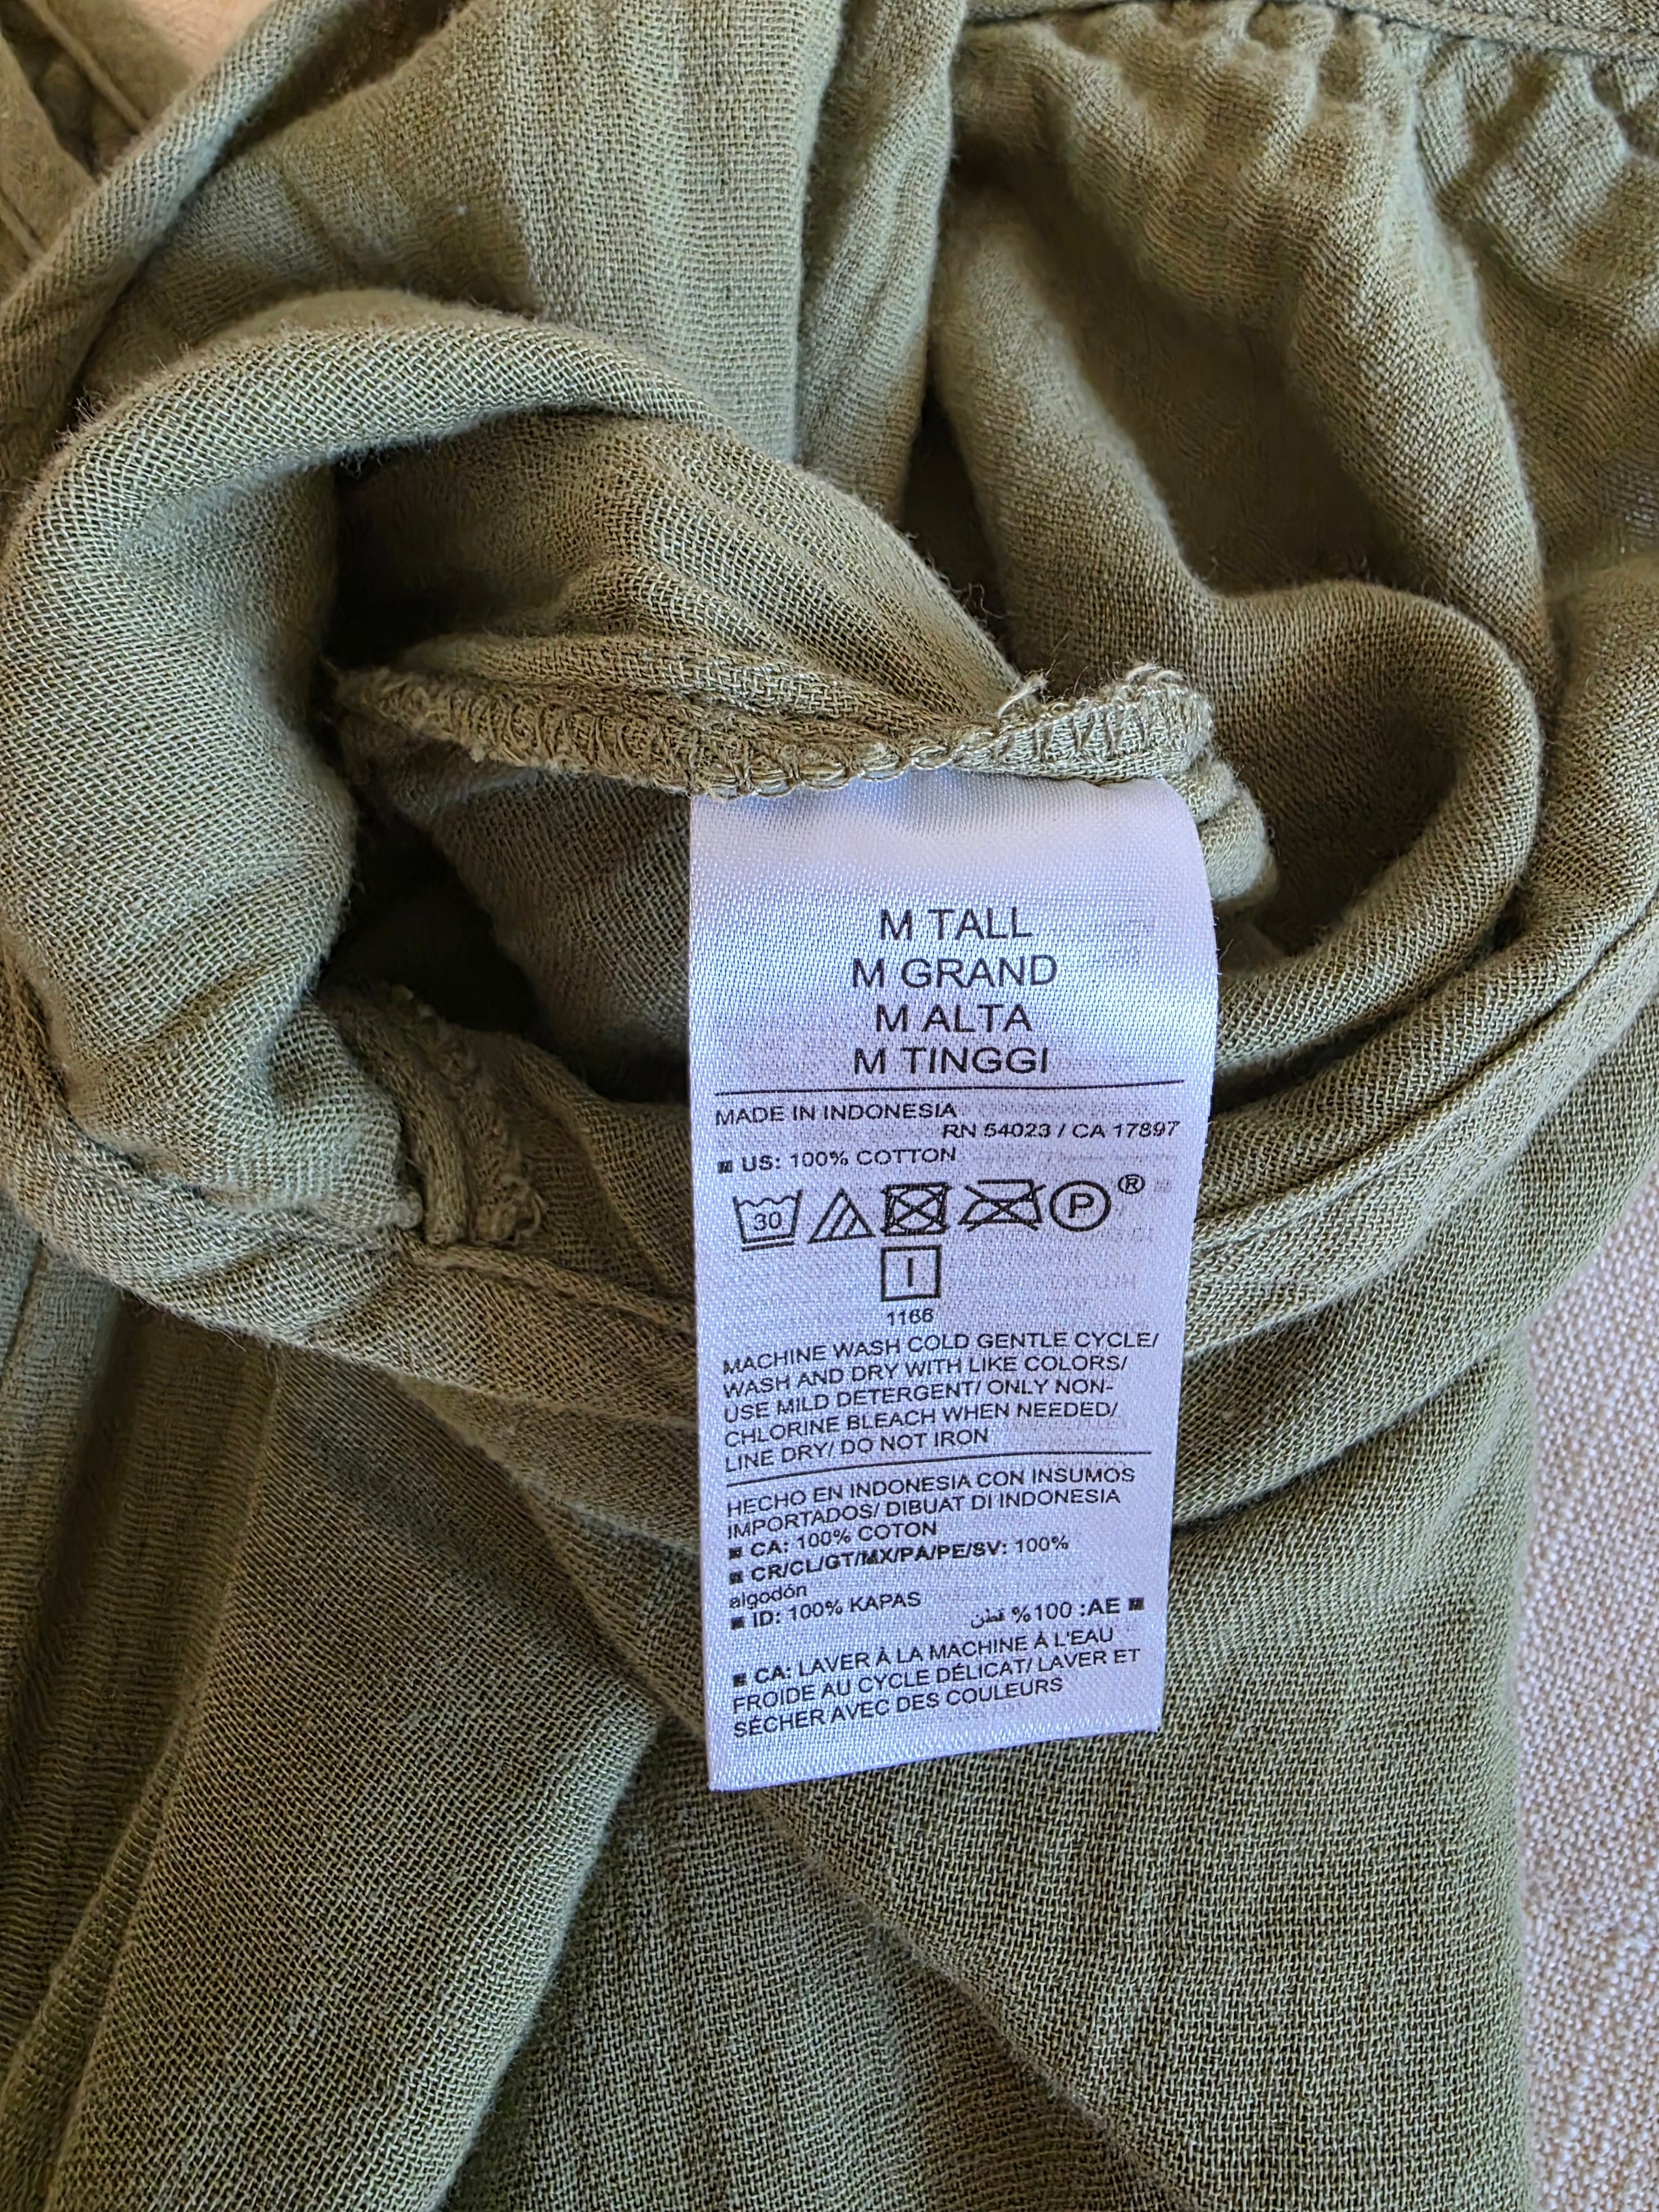 M TALL
M GRAND
M ALTA
M TINGGI
MADE IN INDONESIA
RN 54023 / CA 17897
■ US: 100% COTTON
30 P ®
1166
MACHINE WASH COLD GENTLE CYCLE/
WASH AND DRY WITH LIKE COLORS/
USE MILD DETERGENT/ ONLY NON-
CHLORINE BLEACH WHEN NEEDED/
LINE DRY/ DO NOT IRON
HECHO EN INDONESIA CON INSUMOS
IMPORTADOS/ DIBUAT DI INDONESIA
■ CA: 100% COTON
■ CR/CL/GT/MX/PA/PE/SV: 100%
algodón
■ ID: 100% KAPAS
■ AE: 100% قطن
■ CA: LAVER À LA MACHINE À L'EAU
FROIDE AU CYCLE DÉLICAT/ LAVER ET
SÉCHER AVEC DES COULEURS